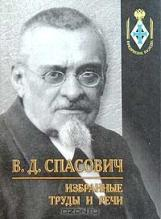 В. Д. СПАСОВИЧ
ИЗБРАННЫЕ
ТРУДЫ И РЕЧИ